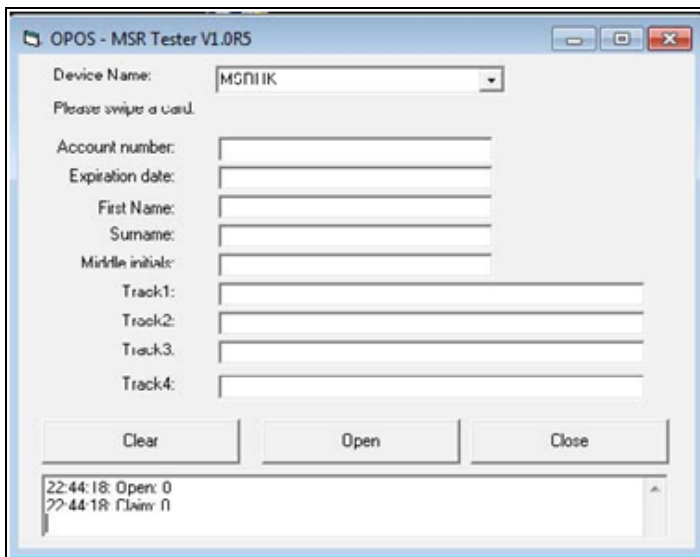 OPOS - MSR Tester V1.0R5
Device Name:
Please swipe a card.
Account number:
Expiration date:
First Name:
Surname:
Middle initials:
Track1:
Track2:
Track3:
Track4:
Clear Open Close
22:44:18: Open: 0
22:44:18: Claim: 0